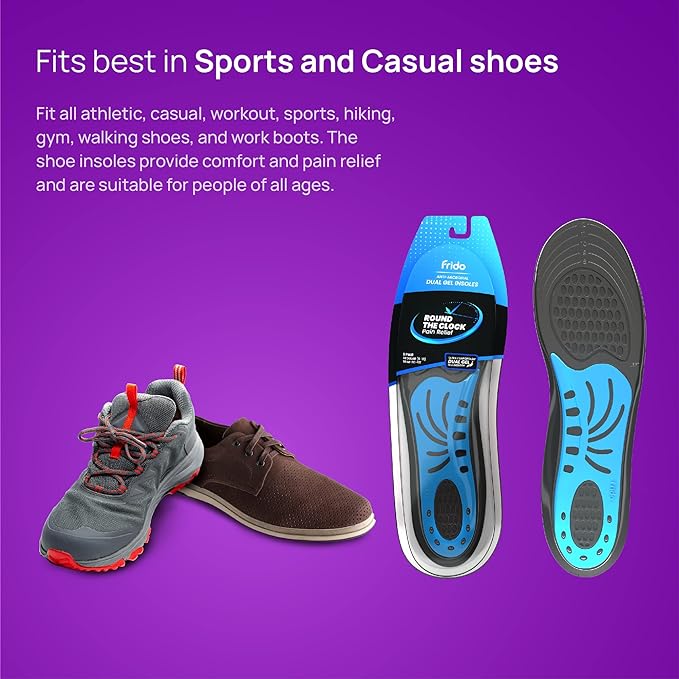 Fits best in Sports and Casual shoes
Fit all athletic, casual, workout, sports, hiking,
gym, walking shoes, and work boots. The
shoe insoles provide comfort and pain relief
and are suitable for people of all ages.
Frido
DUAL GEL INSOLES
ROUND
THE CLOCK
Pain Relief
DUAL GEL